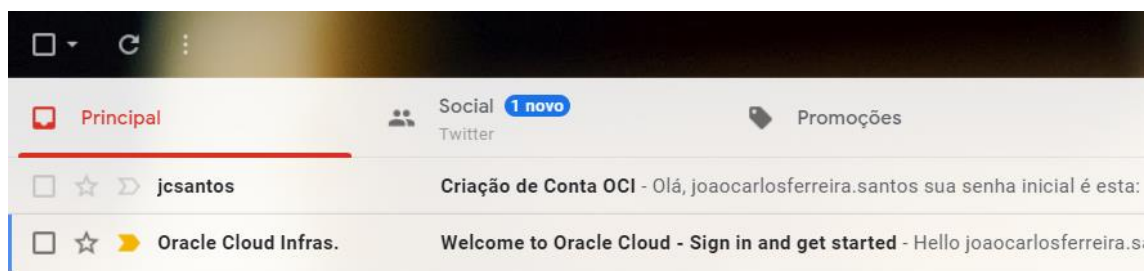 Principal
Social 1 novo
Twitter
Promoções
jcsantos Criação de Conta OCI - Olá, joaocarlosferreira.santos sua senha inicial é esta:
Oracle Cloud Infras. Welcome to Oracle Cloud - Sign in and get started - Hello joaocarlosferreira.sa